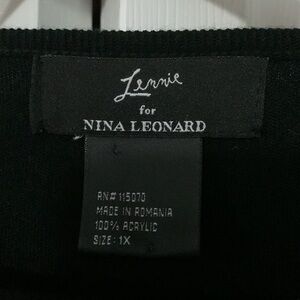 Lennie
for
NINA LEONARD
RN# 115070
MADE IN ROMANIA
100% ACRYLIC
SIZE: 1X